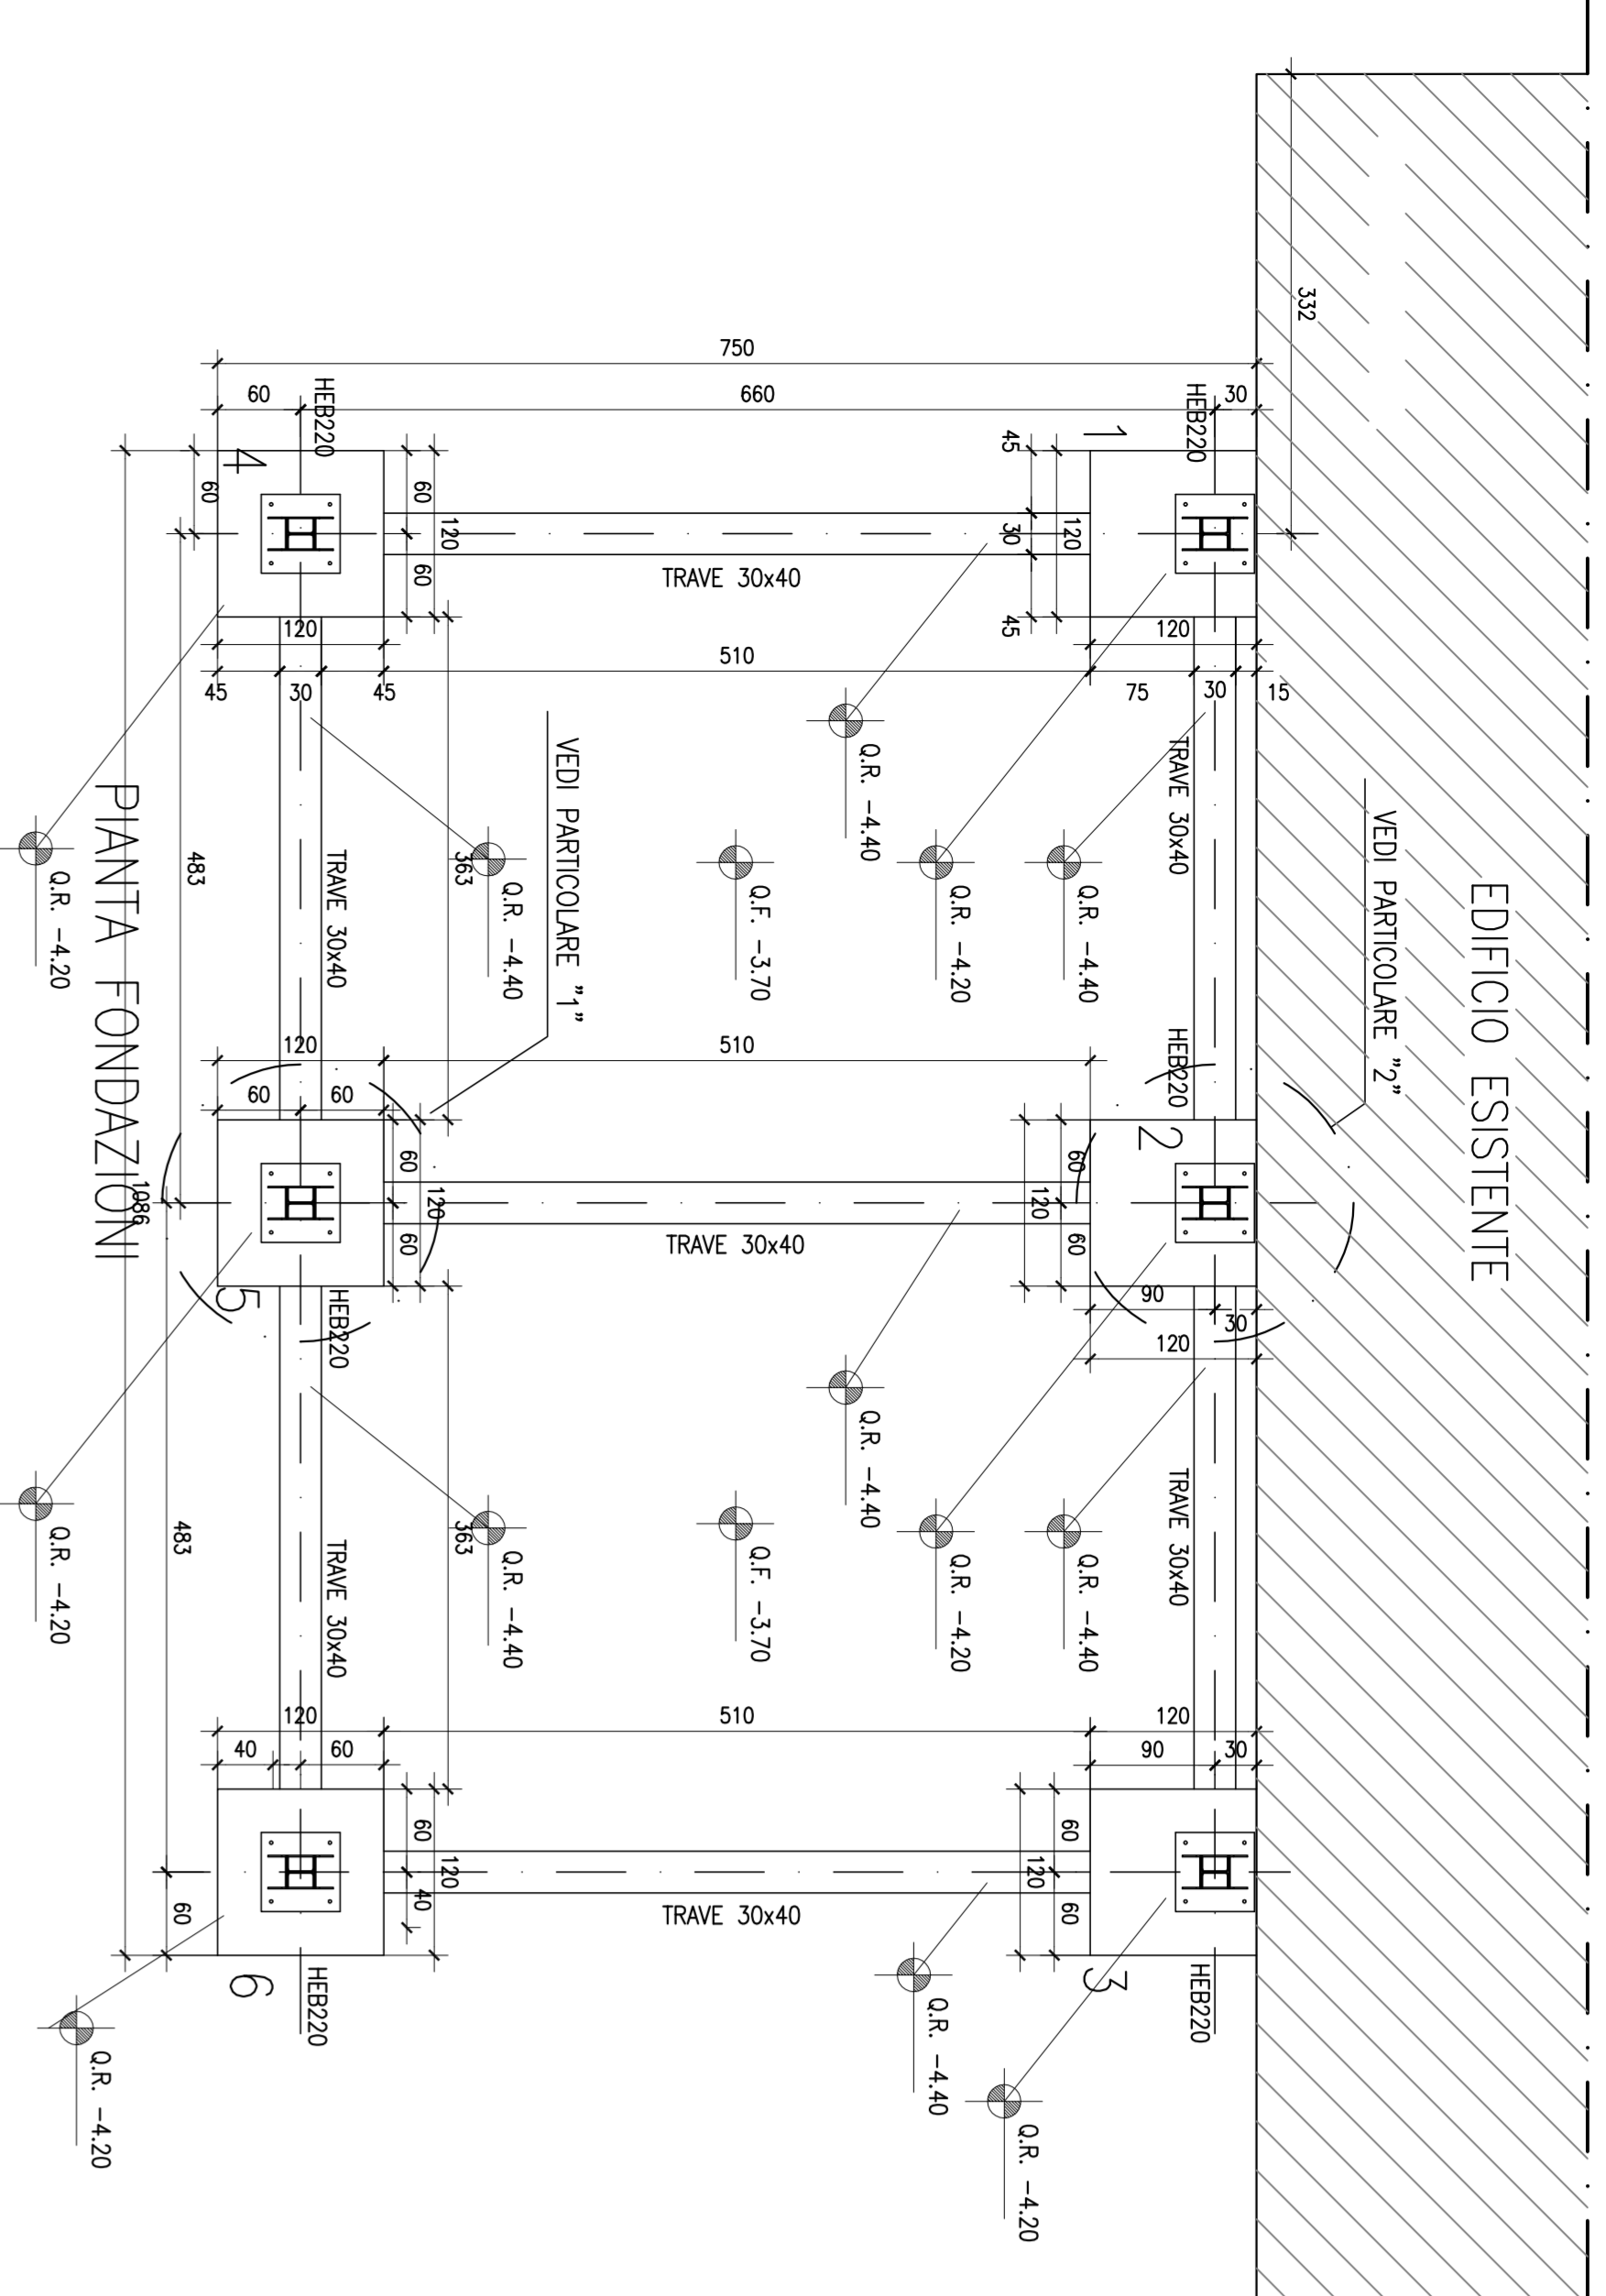 EDIFICIO ESISTENTE
VEDI PARTICOLARE "2"
332
30
HEB220
1
45
30
45
120
120
15
30
75
TRAVE 30x40
HEB220
2
60
60
120
90
30
120
TRAVE 30x40
120
30
90
60
60
120
3
HEB220
Q.R. -4.40
Q.R. -4.20
Q.R. -4.40
Q.R. -4.40
Q.R. -4.20
Q.R. -4.40
Q.R. -4.40
Q.R. -4.20
750
660
TRAVE 30x40
510
Q.F. -3.70
510
TRAVE 30x40
Q.F. -3.70
510
TRAVE 30x40
VEDI PARTICOLARE "1"
Q.R. -4.40
363
Q.R. -4.40
363
60
HEB220
4
60
60
60
120
120
45
30
45
TRAVE 30x40
120
60
60
60
120
60
5
HEB220
TRAVE 30x40
120
40
60
60
120
40
6
HEB220
483
483
60
1086
PIANTA FONDAZIONI
Q.R. -4.20
Q.R. -4.20
Q.R. -4.20